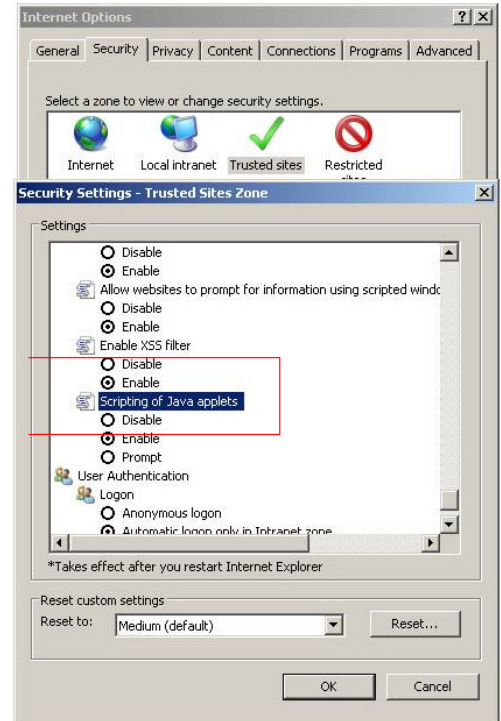 Internet Options
General Security Privacy Content Connections Programs Advanced
Select a zone to view or change security settings.
Internet Local intranet Trusted sites Restricted
Security Settings - Trusted Sites Zone
Settings
Disable
Enable
Allow websites to prompt for information using scripted windo
Disable
Enable
Enable XSS filter
Disable
Enable
Scripting of Java applets
Disable
Enable
Prompt
User Authentication
Logon
Anonymous logon
Automatic logon only in Intranet zone
*Takes effect after you restart Internet Explorer
Reset custom settings
Reset to: Medium (default) Reset...
OK Cancel